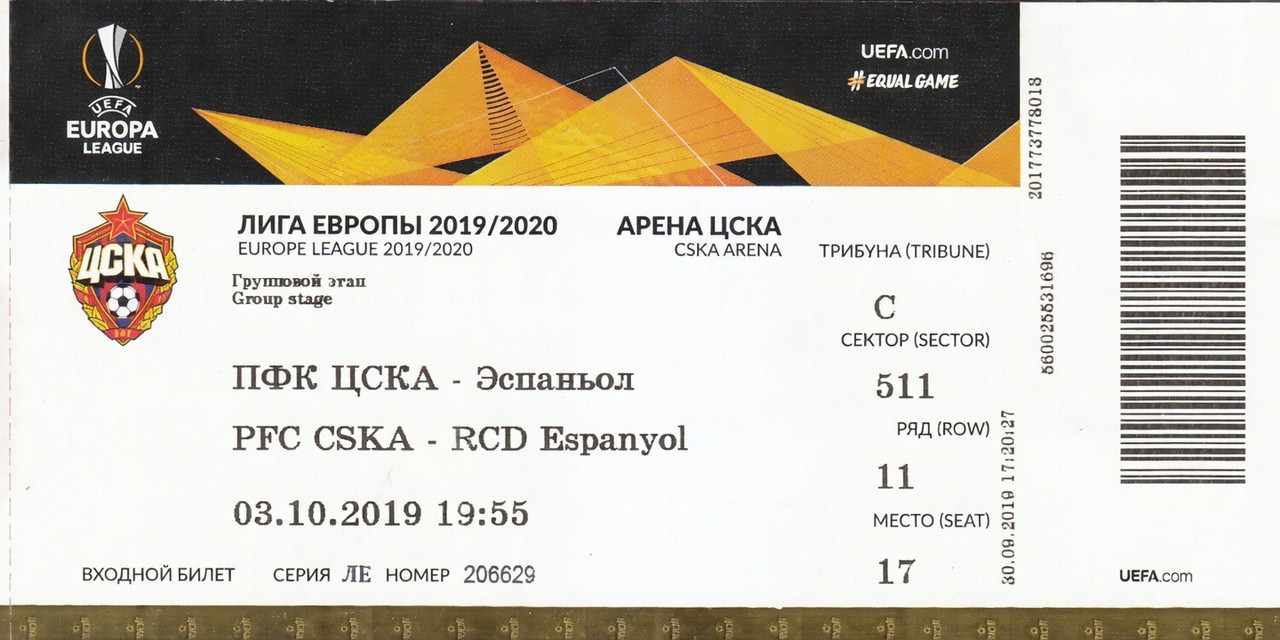 UEFA
EUROPA
LEAGUE
UEFA.com
#EQUALGAME
ЦСКА
ЛИГА ЕВРОПЫ 2019/2020
EUROPE LEAGUE 2019/2020
АРЕНА ЦСКА
CSKA ARENA
Групповой этап
Group stage
ПФК ЦСКА - Эспаньол
PFC CSKA - RCD Espanyol
03.10.2019 19:55
ВХОДНОЙ БИЛЕТ СЕРИЯ ЛЕ НОМЕР 206629
ТРИБУНА (TRIBUNE)
C
СЕКТОР (SECTOR)
511
РЯД (ROW)
11
МЕСТО (SEAT)
17
201773778018
560025531696
30.09.2019 17:20:27
UEFA.com